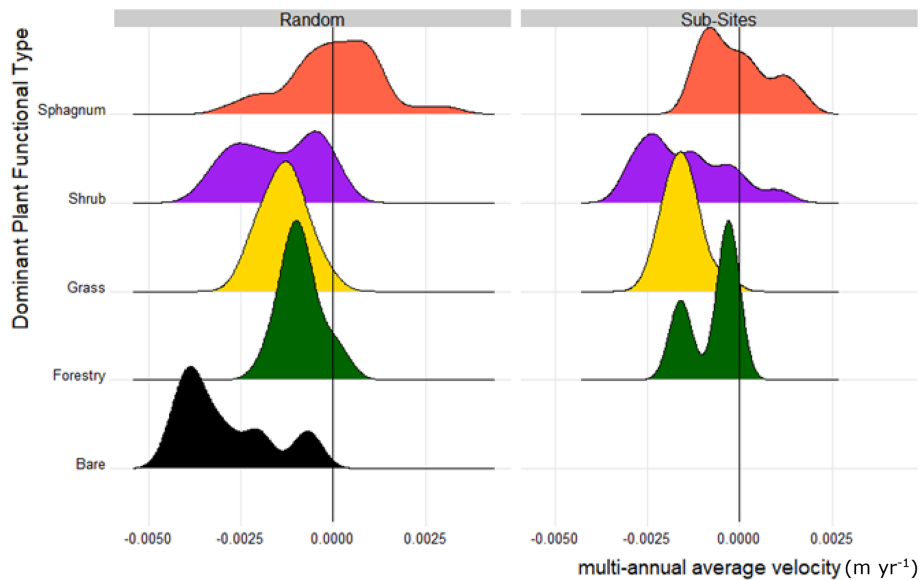 Random
Sub-Sites
Dominant Plant Functional Type
Sphagnum
Shrub
Grass
Forestry
Bare
-0.0050 -0.0025 0.0000 0.0025
-0.0050 -0.0025 0.0000 0.0025
multi-annual average velocity (m yr⁻¹)